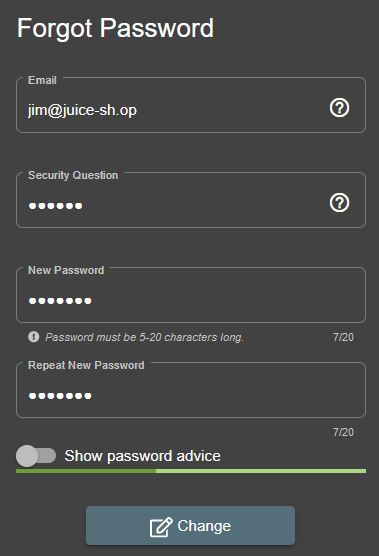 Forgot Password
Email
jim@juice-sh.op
Security Question
••••••
New Password
•••••••
Password must be 5-20 characters long. 7/20
Repeat New Password
•••••••
7/20
Show password advice
Change